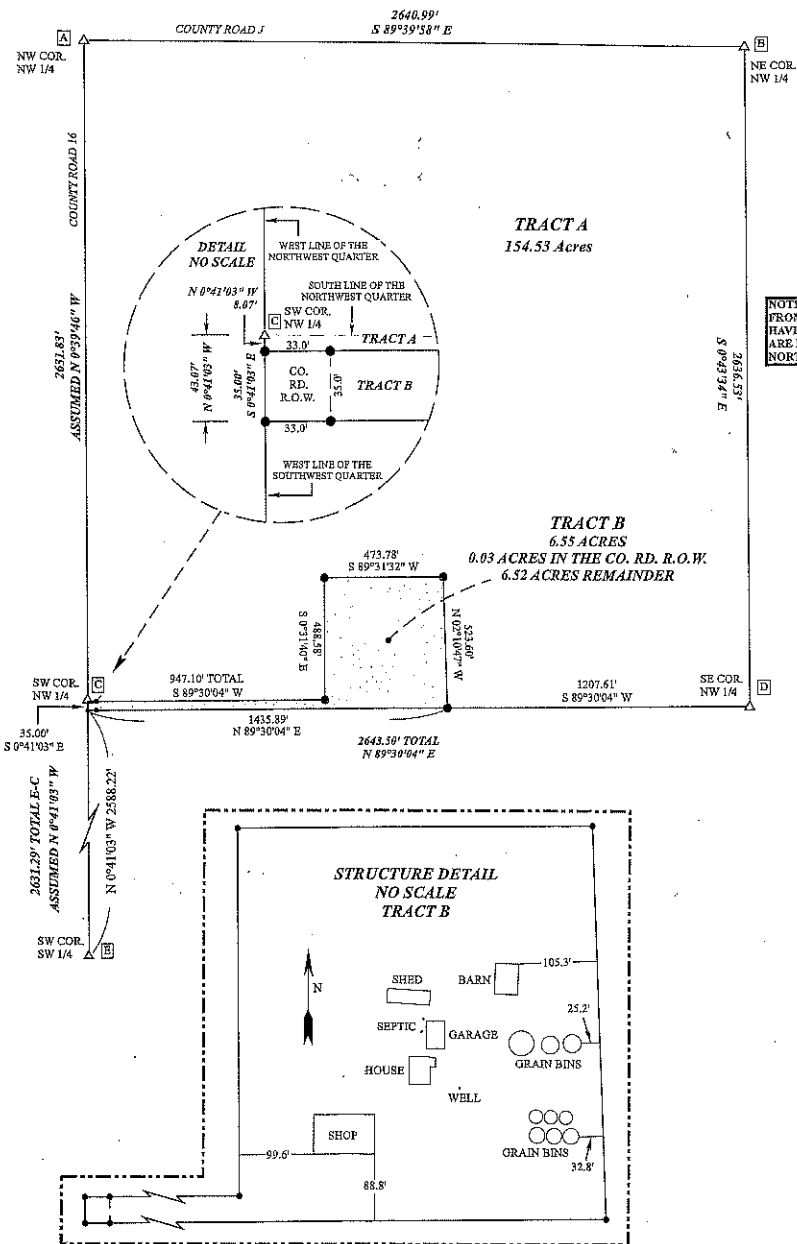 2640.99'
COUNTY ROAD J
S 89°39'58" E
A
B
NW COR.
NW 1/4
NE COR.
NW 1/4
COUNTY ROAD 16
2631.83'
ASSUMED N 0°39'46" W
TRACT A
154.53 Acres
2636.53'
S 0°43'34" E
NOTE
FROM
HAVI
ARE
NORT
DETAIL
NO SCALE
WEST LINE OF THE
NORTHWEST QUARTER
SOUTH LINE OF THE
NORTHWEST QUARTER
N 0°41'03" W
8.07'
C
SW COR.
NW 1/4
TRACT A
33.0'
43.07'
N 0°41'03" W
35.00'
S 0°41'03" E
CO.
RD.
R.O.W.
35.0'
TRACT B
33.0'
WEST LINE OF THE
SOUTHWEST QUARTER
TRACT B
6.55 ACRES
0.03 ACRES IN THE CO. RD. R.O.W.
6.52 ACRES REMAINDER
473.78'
S 89°31'32" W
488.58'
S 0°31'40" E
523.60'
N 02°10'47" W
SW COR.
NW 1/4
C
947.10' TOTAL
S 89°30'04" W
1207.61'
S 89°30'04" W
SE COR.
NW 1/4
D
35.00'
S 0°41'03" E
1435.89'
N 89°30'04" E
2643.50' TOTAL
N 89°30'04" E
2631.29' TOTAL E-C
ASSUMED N 0°41'03" W
N 0°41'03" W 2588.22'
SW COR.
SW 1/4
E
STRUCTURE DETAIL
NO SCALE
TRACT B
N
SHED
BARN
105.3'
SEPTIC
GARAGE
25.2'
HOUSE
GRAIN BINS
WELL
SHOP
GRAIN BINS
99.6'
32.8'
88.8'